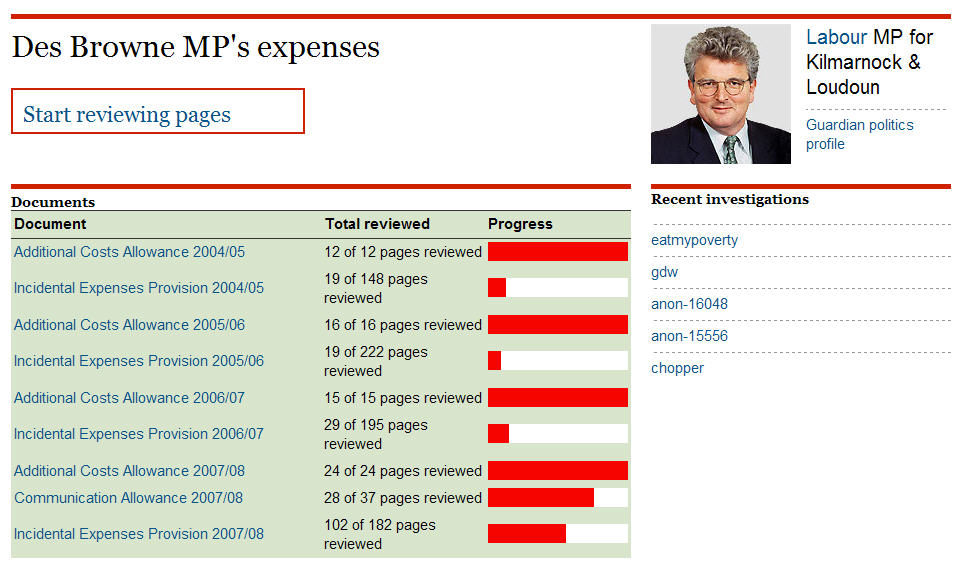 Des Browne MP's expenses
Start reviewing pages
Labour MP for
Kilmarnock &
Loudoun
Guardian politics
profile
Documents
Document Total reviewed Progress
Additional Costs Allowance 2004/05 12 of 12 pages reviewed
Incidental Expenses Provision 2004/05 19 of 148 pages
reviewed
Additional Costs Allowance 2005/06 16 of 16 pages reviewed
Incidental Expenses Provision 2005/06 19 of 222 pages
reviewed
Additional Costs Allowance 2006/07 15 of 15 pages reviewed
Incidental Expenses Provision 2006/07 29 of 195 pages
reviewed
Additional Costs Allowance 2007/08 24 of 24 pages reviewed
Communication Allowance 2007/08 28 of 37 pages reviewed
Incidental Expenses Provision 2007/08 102 of 182 pages
reviewed
Recent investigations
eatmypoverty
gdw
anon-16048
anon-15556
chopper